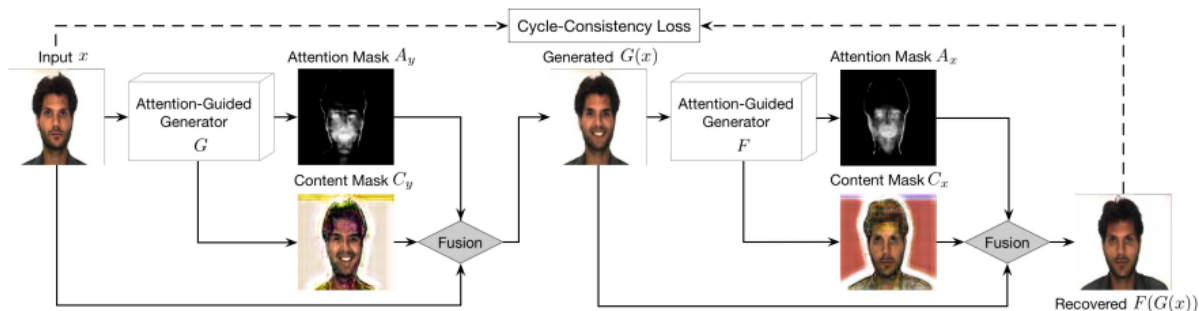 Cycle-Consistency Loss
Input x
Attention Mask A_y
Generated G(x)
Attention Mask A_x
Attention-Guided
Generator
G
Attention-Guided
Generator
F
Content Mask C_y
Content Mask C_x
Fusion
Fusion
Recovered F(G(x))